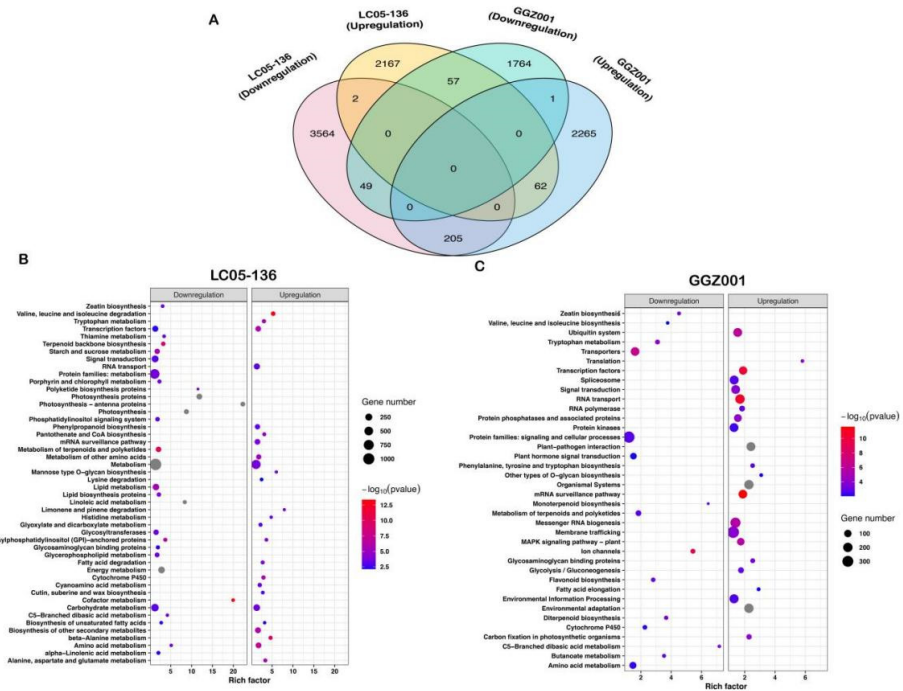 A
LC05-136
(Downregulation)
LC05-136
(Upregulation)
GGZ001
(Downregulation)
GGZ001
(Upregulation)
3564
2167
1764
2265
2
57
1
0
0
0
49
62
0
0
205
B
LC05-136
Downregulation
Upregulation
Zeatin biosynthesis
Valine, leucine and isoleucine degradation
Tryptophan metabolism
Transcription factors
Thiamine metabolism
Terpenoid backbone biosynthesis
Starch and sucrose metabolism
Signal transduction
RNA transport
Protein families: metabolism
Porphyrin and chlorophyll metabolism
Polyketide biosynthesis proteins
Photosynthesis proteins
Photosynthesis − antenna proteins
Photosynthesis
Phosphatidylinositol signaling system
Phenylpropanoid biosynthesis
Pantothenate and CoA biosynthesis
mRNA surveillance pathway
Metabolism of terpenoids and polyketides
Metabolism of other amino acids
Metabolism
Mannose type O−glycan biosynthesis
Lysine degradation
Lipid metabolism
Lipid biosynthesis proteins
Linoleic acid metabolism
Limonene and pinene degradation
Histidine metabolism
Glyoxylate and dicarboxylate metabolism
Glycosyltransferases
ylphosphatidylinositol (GPI)−anchored proteins
Glycosaminoglycan binding proteins
Glycerophospholipid metabolism
Fatty acid degradation
Energy metabolism
Cytochrome P450
Cyanoamino acid metabolism
Cutin, suberine and wax biosynthesis
Cofactor metabolism
Carbohydrate metabolism
C5−Branched dibasic acid metabolism
Biosynthesis of unsaturated fatty acids
Biosynthesis of other secondary metabolites
beta−Alanine metabolism
Amino acid metabolism
alpha−Linolenic acid metabolism
Alanine, aspartate and glutamate metabolism
5 10 15 20 5 10 15 20
Rich factor
Gene number
250
500
750
1000
−log10(pvalue)
12.5
10.0
7.5
5.0
2.5
C
GGZ001
Downregulation
Upregulation
Zeatin biosynthesis
Valine, leucine and isoleucine biosynthesis
Ubiquitin system
Tryptophan metabolism
Transporters
Translation
Transcription factors
Spliceosome
Signal transduction
RNA transport
RNA polymerase
Protein phosphatases and associated proteins
Protein kinases
Protein families: signaling and cellular processes
Plant−pathogen interaction
Plant hormone signal transduction
Phenylalanine, tyrosine and tryptophan biosynthesis
Other types of O−glycan biosynthesis
Organismal Systems
mRNA surveillance pathway
Monoterpenoid biosynthesis
Metabolism of terpenoids and polyketides
Messenger RNA biogenesis
Membrane trafficking
MAPK signaling pathway − plant
Ion channels
Glycosaminoglycan binding proteins
Glycolysis / Gluconeogenesis
Flavonoid biosynthesis
Fatty acid elongation
Environmental Information Processing
Environmental adaptation
Diterpenoid biosynthesis
Cytochrome P450
Carbon fixation in photosynthetic organisms
C5−Branched dibasic acid metabolism
Butanoate metabolism
Amino acid metabolism
2 4 6 2 4 6
Rich factor
−log10(pvalue)
10
8
6
4
Gene number
100
200
300